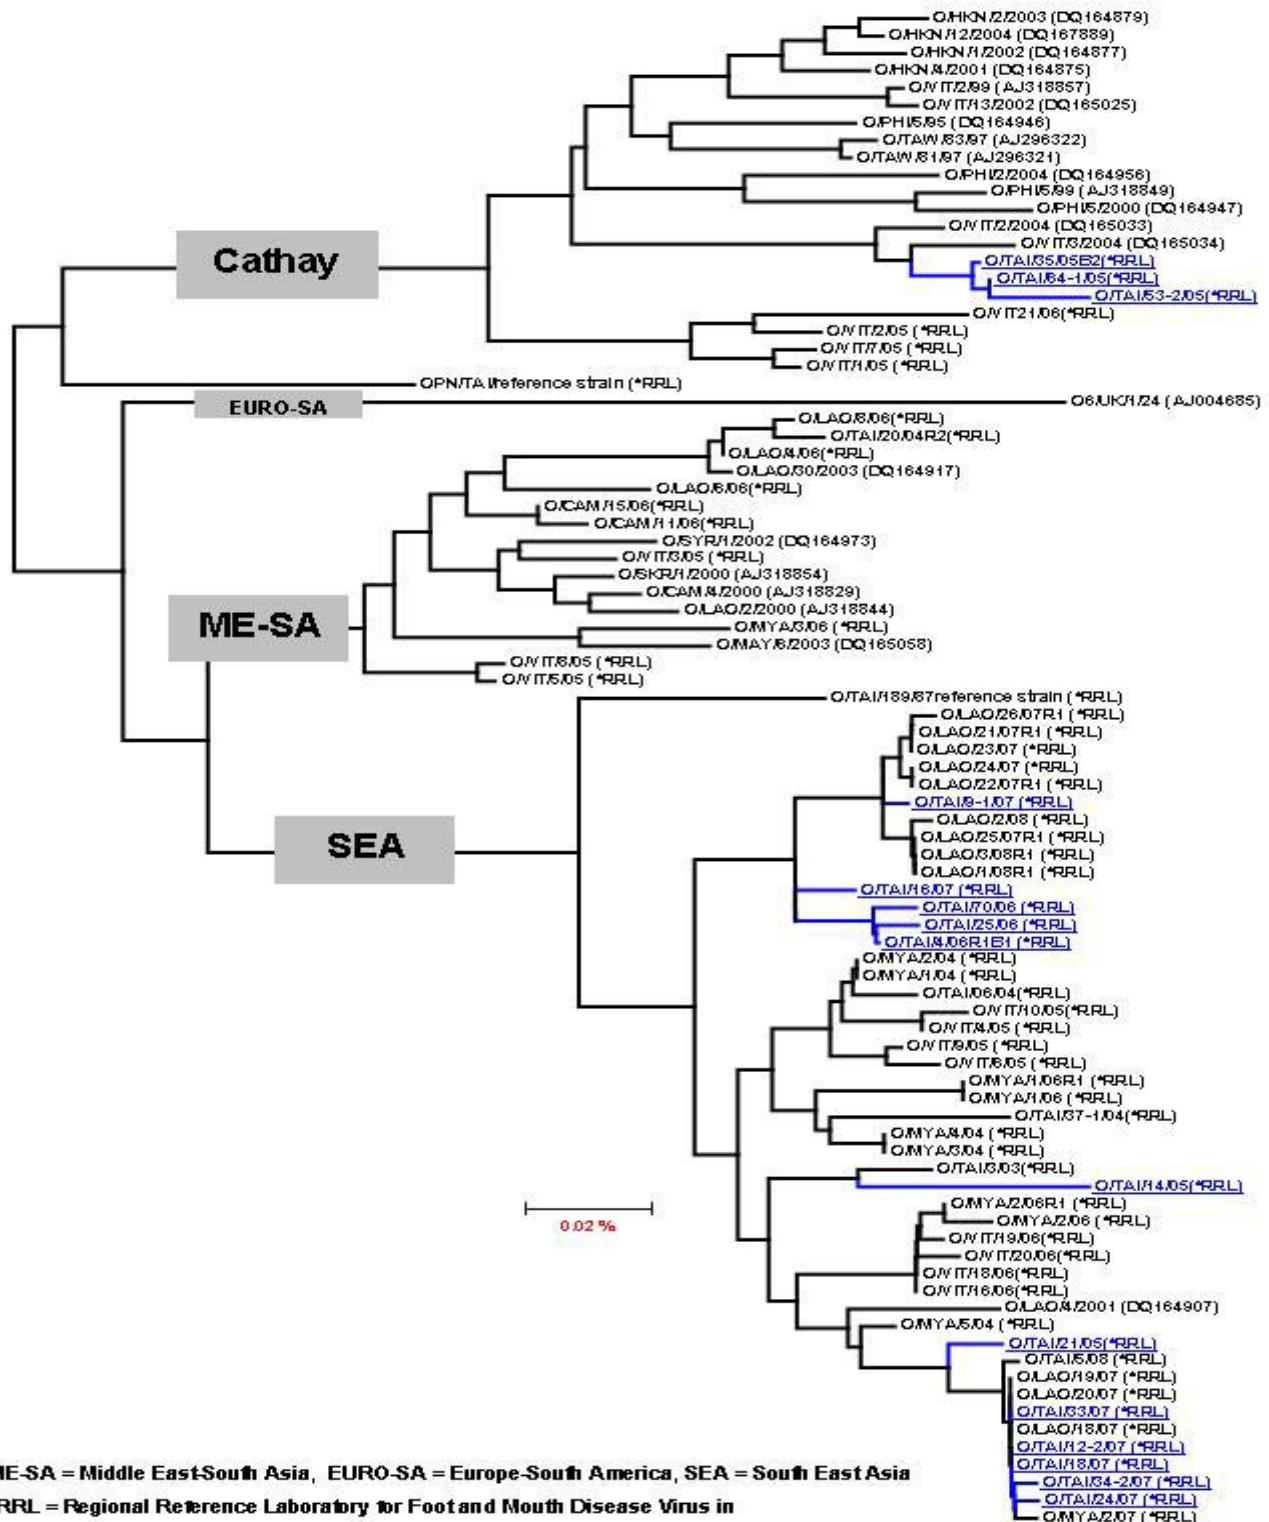 O/HKN/2/2003 (DQ164879)
O/HKN/12/2004 (DQ167889)
O/HKN/1/2002 (DQ164877)
O/HKN/4/2001 (DQ164875)
O/VIT/2/99 (AJ318857)
O/VIT/13/2002 (DQ165025)
O/PHI/5/95 (DQ164946)
O/TAW/83/97 (AJ296322)
O/TAW/81/97 (AJ296321)
O/PHI/2/2004 (DQ164956)
O/PHI/5/99 (AJ318849)
O/PHI/5/2000 (DQ164947)
O/VIT/2/2004 (DQ165033)
O/VIT/3/2004 (DQ165034)
Cathay
O/TAI/35/05B2(*RRL)
O/TAI/64-1/05(*RRL)
O/TAI/53-2/05(*RRL)
O/VIT21/06(*RRL)
O/VIT/2/05 (*RRL)
O/VIT/7/05 (*RRL)
O/VIT/1/05 (*RRL)
OPN/TAI/reference strain (*RRL)
EURO-SA
O6/UK/1/24 (AJ004685)
O/LAO/8/06(*RRL)
O/TAI/20/04R2(*RRL)
O/LAO/4/06(*RRL)
O/LAO/30/2003 (DQ164917)
O/LAO/6/06(*RRL)
O/CAM/15/06(*RRL)
O/CAM/11/06(*RRL)
O/SYR/1/2002 (DQ164973)
O/VIT/3/05 (*RRL)
O/SKR/1/2000 (AJ318854)
O/CAM/4/2000 (AJ318829)
O/LAO/2/2000 (AJ318844)
ME-SA
O/MYA/3/06 (*RRL)
O/MAY/6/2003 (DQ165058)
O/VIT/8/05 (*RRL)
O/VIT/5/05 (*RRL)
O/TAI/189/87reference strain (*RRL)
O/LAO/26/07R1 (*RRL)
O/LAO/21/07R1 (*RRL)
O/LAO/23/07 (*RRL)
O/LAO/24/07 (*RRL)
O/LAO/22/07R1 (*RRL)
O/TAI/9-1/07 (*RRL)
O/LAO/2/08 (*RRL)
O/LAO/25/07R1 (*RRL)
SEA
O/LAO/3/08R1 (*RRL)
O/LAO/1/08R1 (*RRL)
O/TAI/16/07 (*RRL)
O/TAI/70/06 (*RRL)
O/TAI/25/06 (*RRL)
O/TAI/4/06R1B1 (*RRL)
O/MYA/2/04 (*RRL)
O/MYA/1/04 (*RRL)
O/TAI/06/04(*RRL)
O/VIT/10/05(*RRL)
O/VIT/4/05 (*RRL)
O/VIT/9/05 (*RRL)
O/VIT/6/05 (*RRL)
O/MYA/1/06R1 (*RRL)
O/MYA/1/06 (*RRL)
O/TAI/37-1/04(*RRL)
O/MYA/4/04 (*RRL)
O/MYA/3/04 (*RRL)
O/TAI/3/03(*RRL)
O/TAI/14/05(*RRL)
O/MYA/2/06R1 (*RRL)
O/MYA/2/06 (*RRL)
0.02 %
O/VIT/19/06(*RRL)
O/VIT/20/06(*RRL)
O/VIT/18/06(*RRL)
O/VIT/16/06(*RRL)
O/LAO/4/2001 (DQ164907)
O/MYA/5/04 (*RRL)
O/TAI/21/05(*RRL)
O/TAI/5/08 (*RRL)
O/LAO/19/07 (*RRL)
O/LAO/20/07 (*RRL)
O/TAI/33/07 (*RRL)
O/LAO/18/07 (*RRL)
O/TAI/12-2/07 (*RRL)
O/TAI/18/07 (*RRL)
O/TAI/34-2/07 (*RRL)
O/TAI/24/07 (*RRL)
O/MYA/2/07 (*RRL)
ME-SA = Middle East-South Asia, EURO-SA = Europe-South America, SEA = South East Asia
RRL = Regional Reference Laboratory for Foot and Mouth Disease Virus in